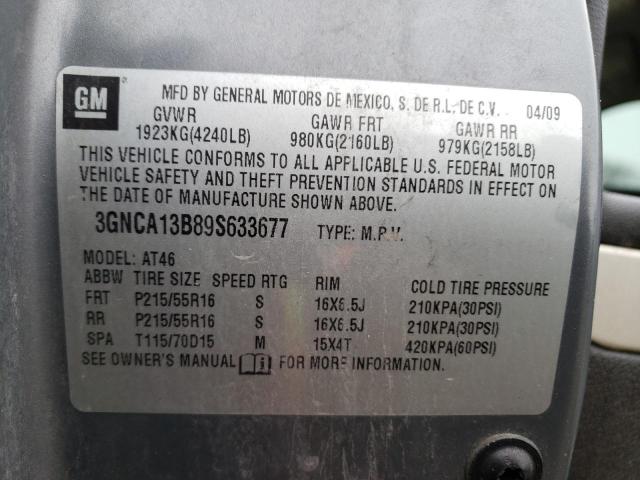 GM
MFD BY GENERAL MOTORS DE MEXICO, S. DE R.L. DE C.V. 04/09
GVWR GAWR FRT GAWR RR
1923KG(4240LB) 980KG(2160LB) 979KG(2158LB)
THIS VEHICLE CONFORMS TO ALL APPLICABLE U.S. FEDERAL MOTOR
VEHICLE SAFETY AND THEFT PREVENTION STANDARDS IN EFFECT ON
THE DATE OF MANUFACTURE SHOWN ABOVE.
3GNCA13B89S633677 TYPE: M.P.V.
MODEL: AT46
ABBW TIRE SIZE SPEED RTG RIM COLD TIRE PRESSURE
FRT P215/55R16 S 16X6.5J 210KPA(30PSI)
RR P215/55R16 S 16X6.5J 210KPA(30PSI)
SPA T115/70D15 M 15X4T 420KPA(60PSI)
SEE OWNER'S MANUAL FOR MORE INFORMATION.